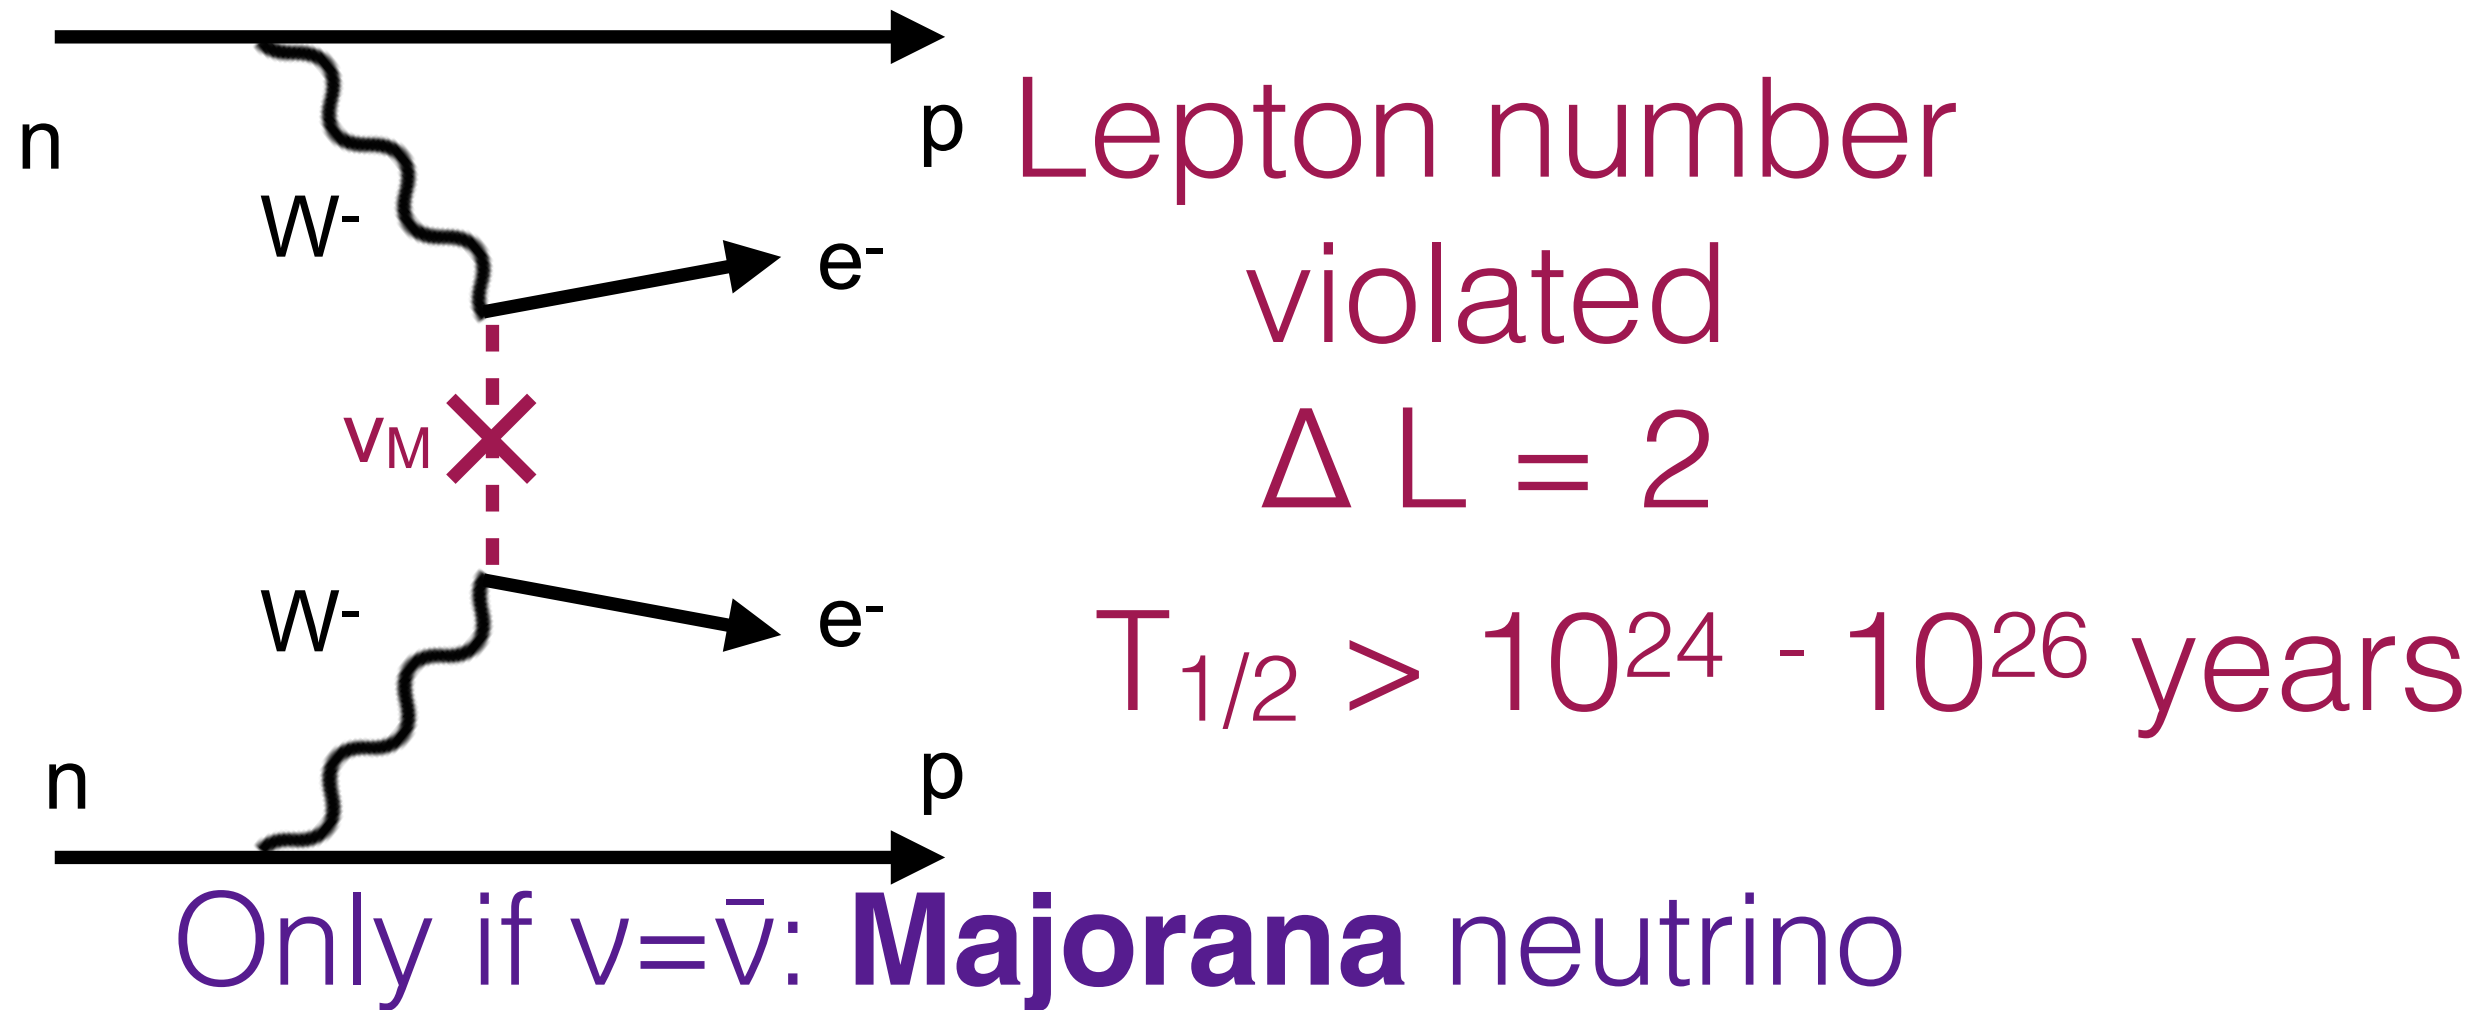 n
p
W-
e-
νM
W-
e-
n
p
Lepton number
violated
Δ L = 2
T1/2 > 10²⁴ - 10²⁶ years
Only if ν=ν̄: Majorana neutrino